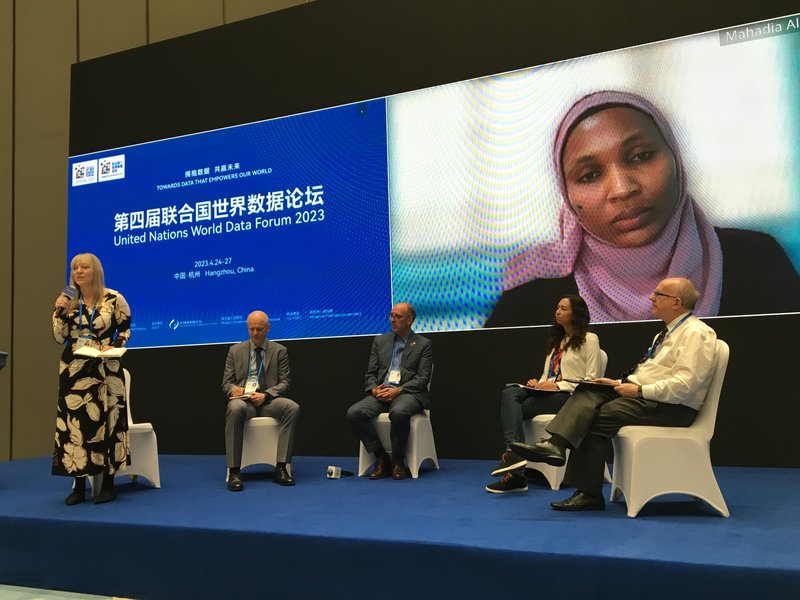 拥抱数据 共赢未来
TOWARDS DATA THAT EMPOWERS OUR WORLD
第四届联合国世界数据论坛
United Nations World Data Forum 2023
2023.4.24-27
中国·杭州 Hangzhou, China
Mahadia Al